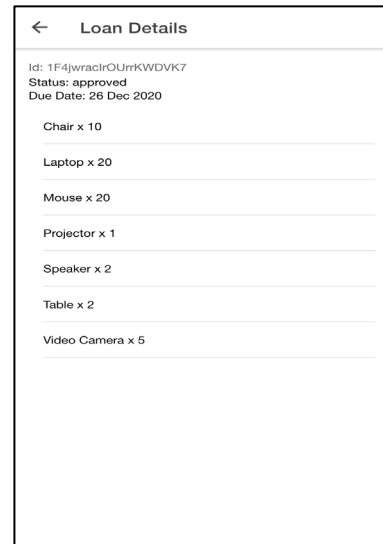 Loan Details
Id: 1F4jwraclrOUrrKWDVK7
Status: approved
Due Date: 26 Dec 2020
Chair x 10
Laptop x 20
Mouse x 20
Projector x 1
Speaker x 2
Table x 2
Video Camera x 5